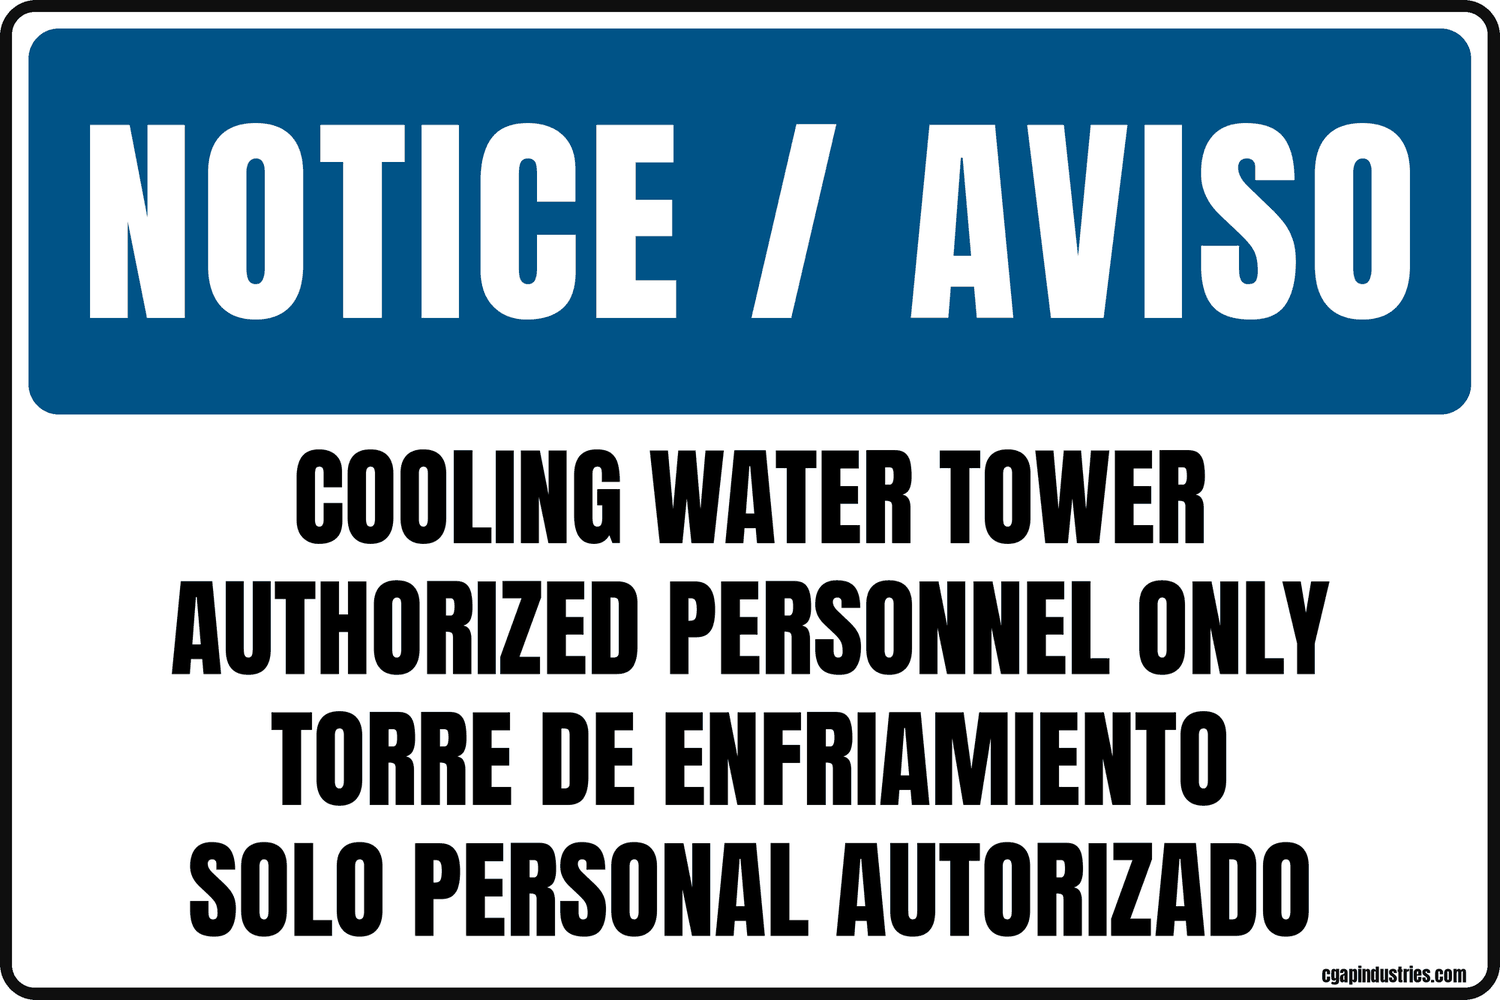 NOTICE / AVISO
COOLING WATER TOWER
AUTHORIZED PERSONNEL ONLY
TORRE DE ENFRIAMIENTO
SOLO PERSONAL AUTORIZADO
cgapindustries.com